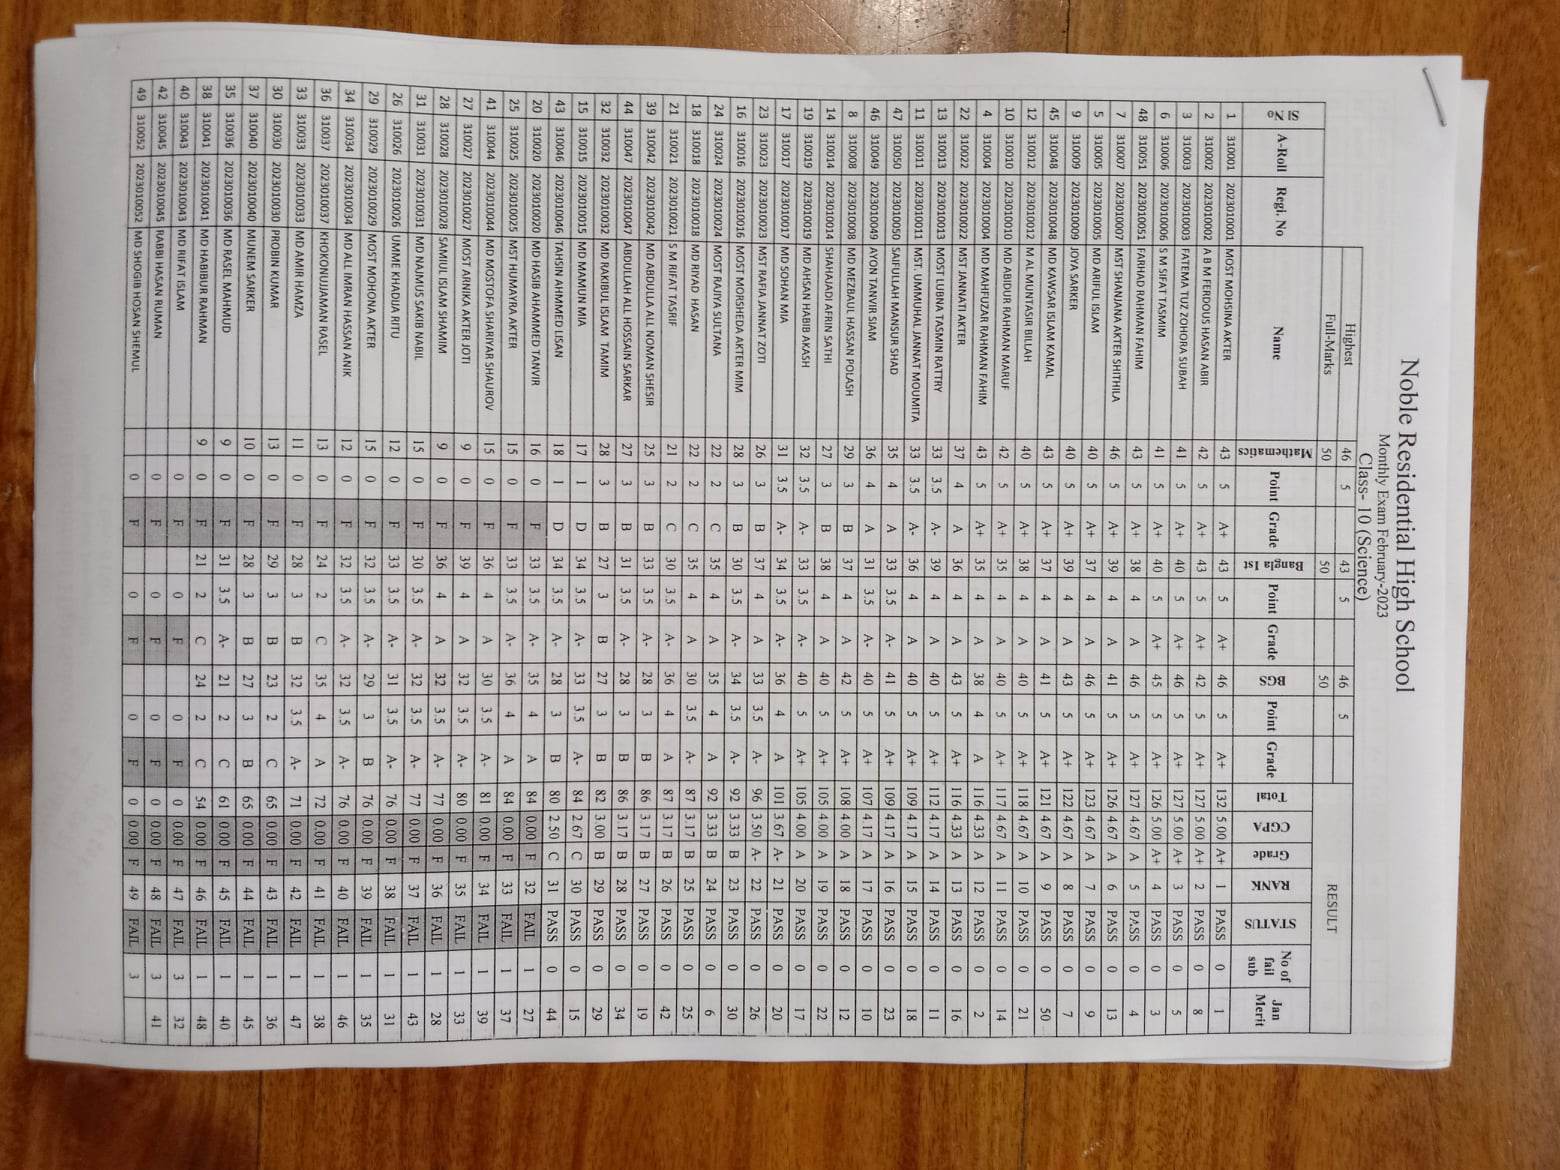 Noble Residential High School
Monthly Exam February-2023
Class- 10 (Science)
Highest 46 5 43 5 46 5 RESULT
Full-Marks 50 50 50
Sl No A-Roll Regi. No Name Mathematics Point Grade Bangla 1st Point Grade BGS Point Grade Total CGPA Grade RANK STATUS No of fail sub Jan Merit
1 310001 2023010001 MOST MOHSINA AKTER 43 5 A+ 43 5 A+ 46 5 A+ 132 5.00 A+ 1 PASS 0 1
2 310002 2023010002 A B M FERDOUS HASAN ABIR 42 5 A+ 43 5 A+ 42 5 A+ 127 5.00 A+ 2 PASS 0 8
3 310003 2023010003 FATEMA TUZ ZOHORA SUBAH 41 5 A+ 40 5 A+ 46 5 A+ 127 5.00 A+ 3 PASS 0 5
6 310006 2023010006 S M SIFAT TASMIM 41 5 A+ 40 5 A+ 45 5 A+ 126 5.00 A+ 4 PASS 0 3
48 310051 2023010051 FARHAD RAHMAN FAHIM 43 5 A+ 38 4 A 46 5 A+ 127 4.67 A 5 PASS 0 4
7 310007 2023010007 MST SHANJANA AKTER SHITHILA 46 5 A+ 39 4 A 41 5 A+ 126 4.67 A 6 PASS 0 13
5 310005 2023010005 MD ARIFUL ISLAM 40 5 A+ 37 4 A 46 5 A+ 123 4.67 A 7 PASS 0 9
9 310009 2023010009 JOYA SARKER 40 5 A+ 39 4 A 43 5 A+ 122 4.67 A 8 PASS 0 7
45 310048 2023010048 MD KAWSAR ISLAM KAMAL 43 5 A+ 37 4 A 41 5 A+ 121 4.67 A 9 PASS 0 50
12 310012 2023010012 M AL MUNTASIR BILLAH 40 5 A+ 38 4 A 40 5 A+ 118 4.67 A 10 PASS 0 21
10 310010 2023010010 MD ABIDUR RAHMAN MARUF 42 5 A+ 35 4 A 40 5 A+ 117 4.67 A 11 PASS 0 14
4 310004 2023010004 MD MAHFUZAR RAHMAN FAHIM 43 5 A+ 35 4 A 38 4 A 116 4.33 A 12 PASS 0 2
22 310022 2023010022 MST JANNATI AKTER 37 4 A 36 4 A 43 5 A+ 116 4.33 A 13 PASS 0 16
13 310013 2023010013 MOST LUBNA TASMIN RATTRY 33 3.5 A- 39 4 A 40 5 A+ 112 4.17 A 14 PASS 0 11
11 310011 2023010011 MST. UMMUHAL JANNAT MOUMITA 33 3.5 A- 36 4 A 40 5 A+ 109 4.17 A 15 PASS 0 18
47 310050 2023010050 SAIFULLAH MANSUR SHAD 35 4 A 33 3.5 A- 41 5 A+ 109 4.17 A 16 PASS 0 23
46 310049 2023010049 AYON TANVIR SIAM 36 4 A 31 3.5 A- 40 5 A+ 107 4.17 A 17 PASS 0 10
8 310008 2023010008 MD MEZBAUL HASSAN POLASH 29 3 B 37 4 A 42 5 A+ 108 4.00 A 18 PASS 0 12
14 310014 2023010014 SHAHAJADI AFRIN SATHI 27 3 B 38 4 A 40 5 A+ 105 4.00 A 19 PASS 0 22
19 310019 2023010019 MD AHSAN HABIB AKASH 32 3.5 A- 33 3.5 A- 40 5 A+ 105 4.00 A 20 PASS 0 17
17 310017 2023010017 MD SOHAN MIA 31 3.5 A- 34 3.5 A- 36 4 A 101 3.67 A- 21 PASS 0 20
23 310023 2023010023 MST RAFIA JANNAT ZOTI 26 3 B 37 4 A 33 3.5 A- 96 3.50 A- 22 PASS 0 26
16 310016 2023010016 MOST MORSHEDA AKTER MIM 28 3 B 30 3.5 A- 34 3.5 A- 92 3.33 B 23 PASS 0 30
24 310024 2023010024 MOST RAJIYA SULTANA 22 2 C 35 4 A 35 4 A 92 3.33 B 24 PASS 0 6
18 310018 2023010018 MD RIYAD HASAN 22 2 C 35 4 A 30 3.5 A- 87 3.17 B 25 PASS 0 25
21 310021 2023010021 S M RIFAT TASRIF 21 2 C 30 3.5 A- 36 4 A 87 3.17 B 26 PASS 0 42
39 310042 2023010042 MD ABDULLA ALL NOMAN SHESIR 25 3 B 33 3.5 A- 28 3 B 86 3.17 B 27 PASS 0 19
44 310047 2023010047 ABDULLAH ALL HOSSAIN SARKAR 27 3 B 31 3.5 A- 28 3 B 86 3.17 B 28 PASS 0 34
32 310032 2023010032 MD RAKIBUL ISLAM TAMIM 28 3 B 27 3 B 27 3 B 82 3.00 B 29 PASS 0 29
15 310015 2023010015 MD MAMUN MIA 17 1 D 34 3.5 A- 33 3.5 A- 84 2.67 C 30 PASS 0 15
43 310046 2023010046 TAHSIN AHMMED LISAN 18 1 D 34 3.5 A- 28 3 B 80 2.50 C 31 PASS 0 44
20 310020 2023010020 MD HASIB AHAMMED TANVIR 16 0 F 33 3.5 A- 35 4 A 84 0.00 F 32 FAIL 1 27
25 310025 2023010025 MST HUMAYRA AKTER 15 0 F 33 3.5 A- 36 4 A 84 0.00 F 33 FAIL 1 37
41 310044 2023010044 MD MOSTOFA SHARIYAR SHAUROV 15 0 F 36 4 A 30 3.5 A- 81 0.00 F 34 FAIL 1 39
27 310027 2023010027 MOST ARNIKA AKTER JOTI 9 0 F 39 4 A 32 3.5 A- 80 0.00 F 35 FAIL 1 33
28 310028 2023010028 SAMIUL ISLAM SHAMIM 9 0 F 36 4 A 32 3.5 A- 77 0.00 F 36 FAIL 1 28
31 310031 2023010031 MD NAJMUS SAKIB NABIL 15 0 F 30 3.5 A- 32 3.5 A- 77 0.00 F 37 FAIL 1 43
26 310026 2023010026 UMME KHADIJA RITU 12 0 F 33 3.5 A- 31 3.5 A- 76 0.00 F 38 FAIL 1 31
29 310029 2023010029 MOST MOHONA AKTER 15 0 F 32 3.5 A- 29 3 B 76 0.00 F 39 FAIL 1 35
34 310034 2023010034 MD ALL IMRAN HASSAN ANIK 12 0 F 32 3.5 A- 32 3.5 A- 76 0.00 F 40 FAIL 1 46
36 310037 2023010037 KHOKONUJJAMAN RASEL 13 0 F 24 2 C 35 4 A 72 0.00 F 41 FAIL 1 38
33 310033 2023010033 MD AMIR HAMZA 11 0 F 28 3 B 32 3.5 A- 71 0.00 F 42 FAIL 1 47
30 310030 2023010030 PROBIN KUMAR 13 0 F 29 3 B 23 2 C 65 0.00 F 43 FAIL 1 36
37 310040 2023010040 MUNEM SARKER 10 0 F 28 3 B 27 3 B 65 0.00 F 44 FAIL 1 45
35 310036 2023010036 MD RASEL MAHMUD 9 0 F 31 3.5 A- 21 2 C 61 0.00 F 45 FAIL 1 40
38 310041 2023010041 MD HABIBUR RAHMAN 9 0 F 21 2 C 24 2 C 54 0.00 F 46 FAIL 1 48
40 310043 2023010043 MD RIFAT ISLAM 0 F 0 F 0 F 0 0.00 F 47 FAIL 3 32
42 310045 2023010045 RABBI HASAN RUMAN 0 F 0 F 0 F 0 0.00 F 48 FAIL 3 41
49 310052 2023010052 MD SHOGIB HOSAN SHEMUL 0 F 0 F 0 F 0 0.00 F 49 FAIL 3